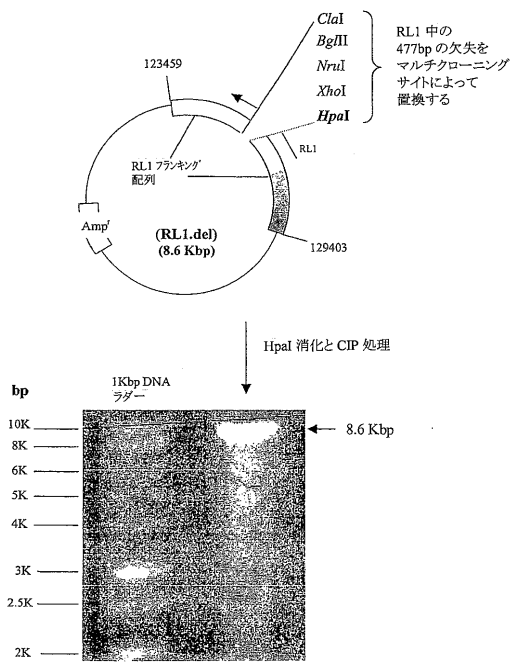 ClaI
BglII
NruI
XhoI
HpaI
RL1 中の
477bp の欠失を
マルチクローニング
サイトによって
置換する
123459
RL1
RL1 フランキング
配列
Amp^r
(RL1.del)
(8.6 Kbp)
129403
HpaI 消化と CIP 処理
bp
1Kbp DNA
ラダー
10K
8K
6K
5K
4K
3K
2.5K
2K
8.6 Kbp